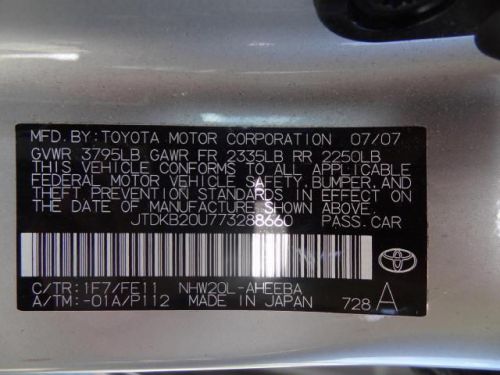 MFD.BY:TOYOTA MOTOR CORPORATION 07/07
GVWR 3795LB GAWR FR 2335LB RR 2250LB
THIS VEHICLE CONFORMS TO ALL APPLICABLE
FEDERAL MOTOR VEHICLE SAFETY,BUMPER,AND
THEFT PREVENTION STANDARDS IN EFFECT ON
THE DATE OF MANUFACTURE SHOWN ABOVE.
JTDKB20U773288660 PASS.CAR
C/TR:1F7/FE11 NHW20L-AHEEBA
A/TM:-01A/P112 MADE IN JAPAN 728 A